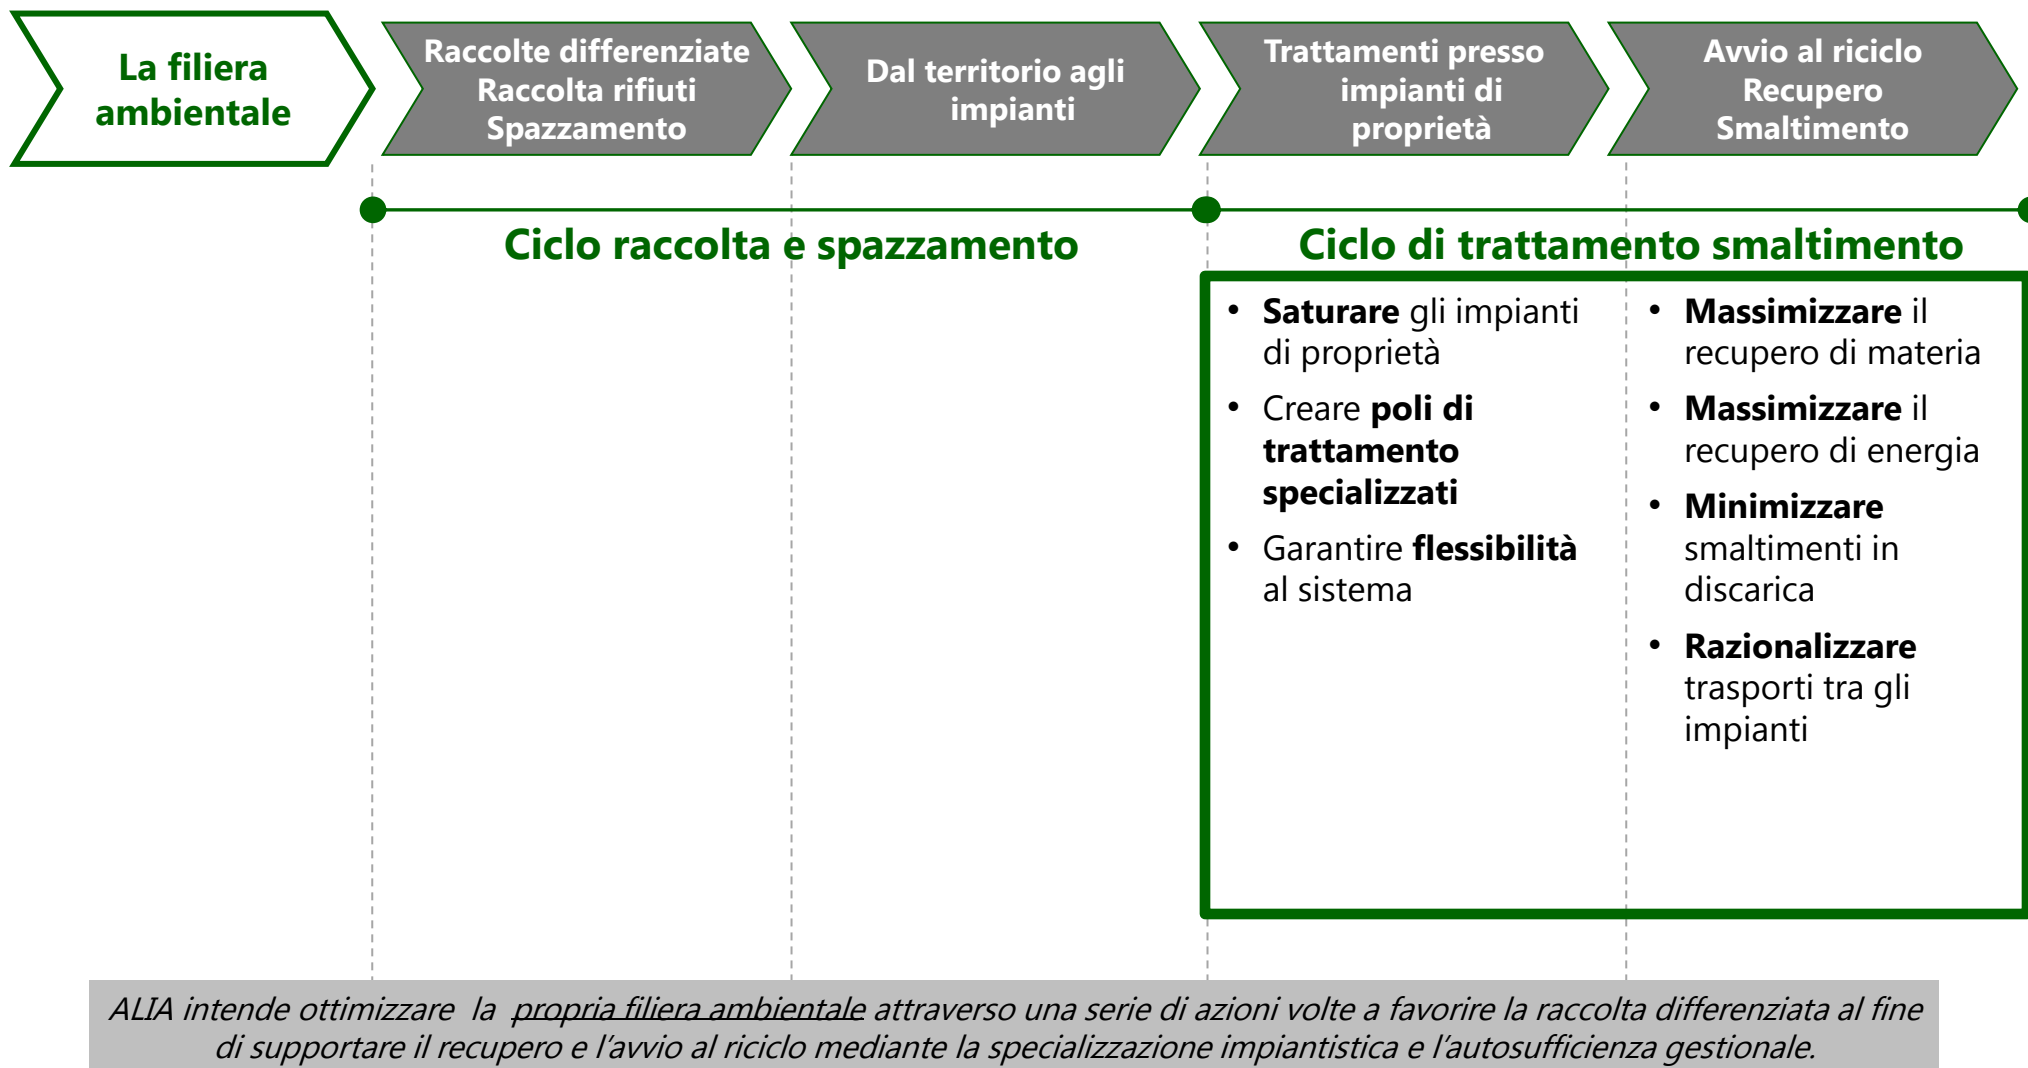 La filiera
ambientale
Raccolte differenziate
Raccolta rifiuti
Spazzamento
Dal territorio agli
impianti
Trattamenti presso
impianti di
proprietà
Avvio al riciclo
Recupero
Smaltimento
Ciclo raccolta e spazzamento
Ciclo di trattamento smaltimento
• Saturare gli impianti
di proprietà
• Creare poli di
trattamento
specializzati
• Garantire flessibilità
al sistema
• Massimizzare il
recupero di materia
• Massimizzare il
recupero di energia
• Minimizzare
smaltimenti in
discarica
• Razionalizzare
trasporti tra gli
impianti
ALIA intende ottimizzare la propria filiera ambientale attraverso una serie di azioni volte a favorire la raccolta differenziata al fine
di supportare il recupero e l'avvio al riciclo mediante la specializzazione impiantistica e l'autosufficienza gestionale.